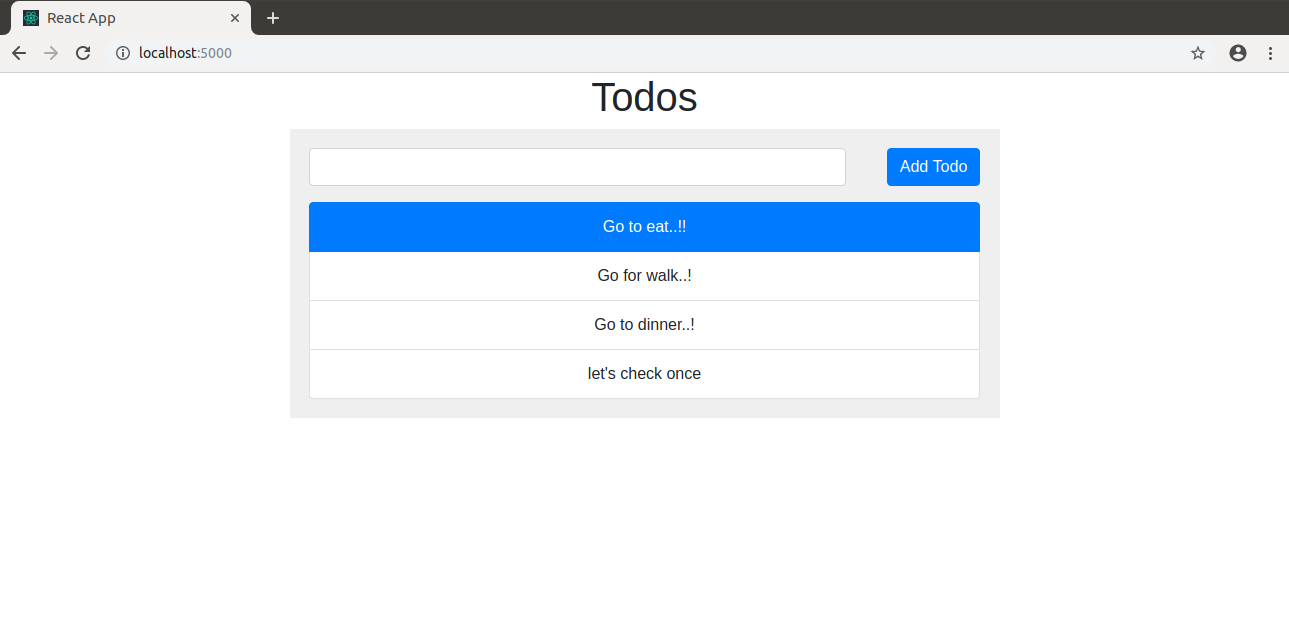 React App
localhost:5000
Todos
Add Todo
Go to eat..!!
Go for walk..!
Go to dinner..!
let's check once